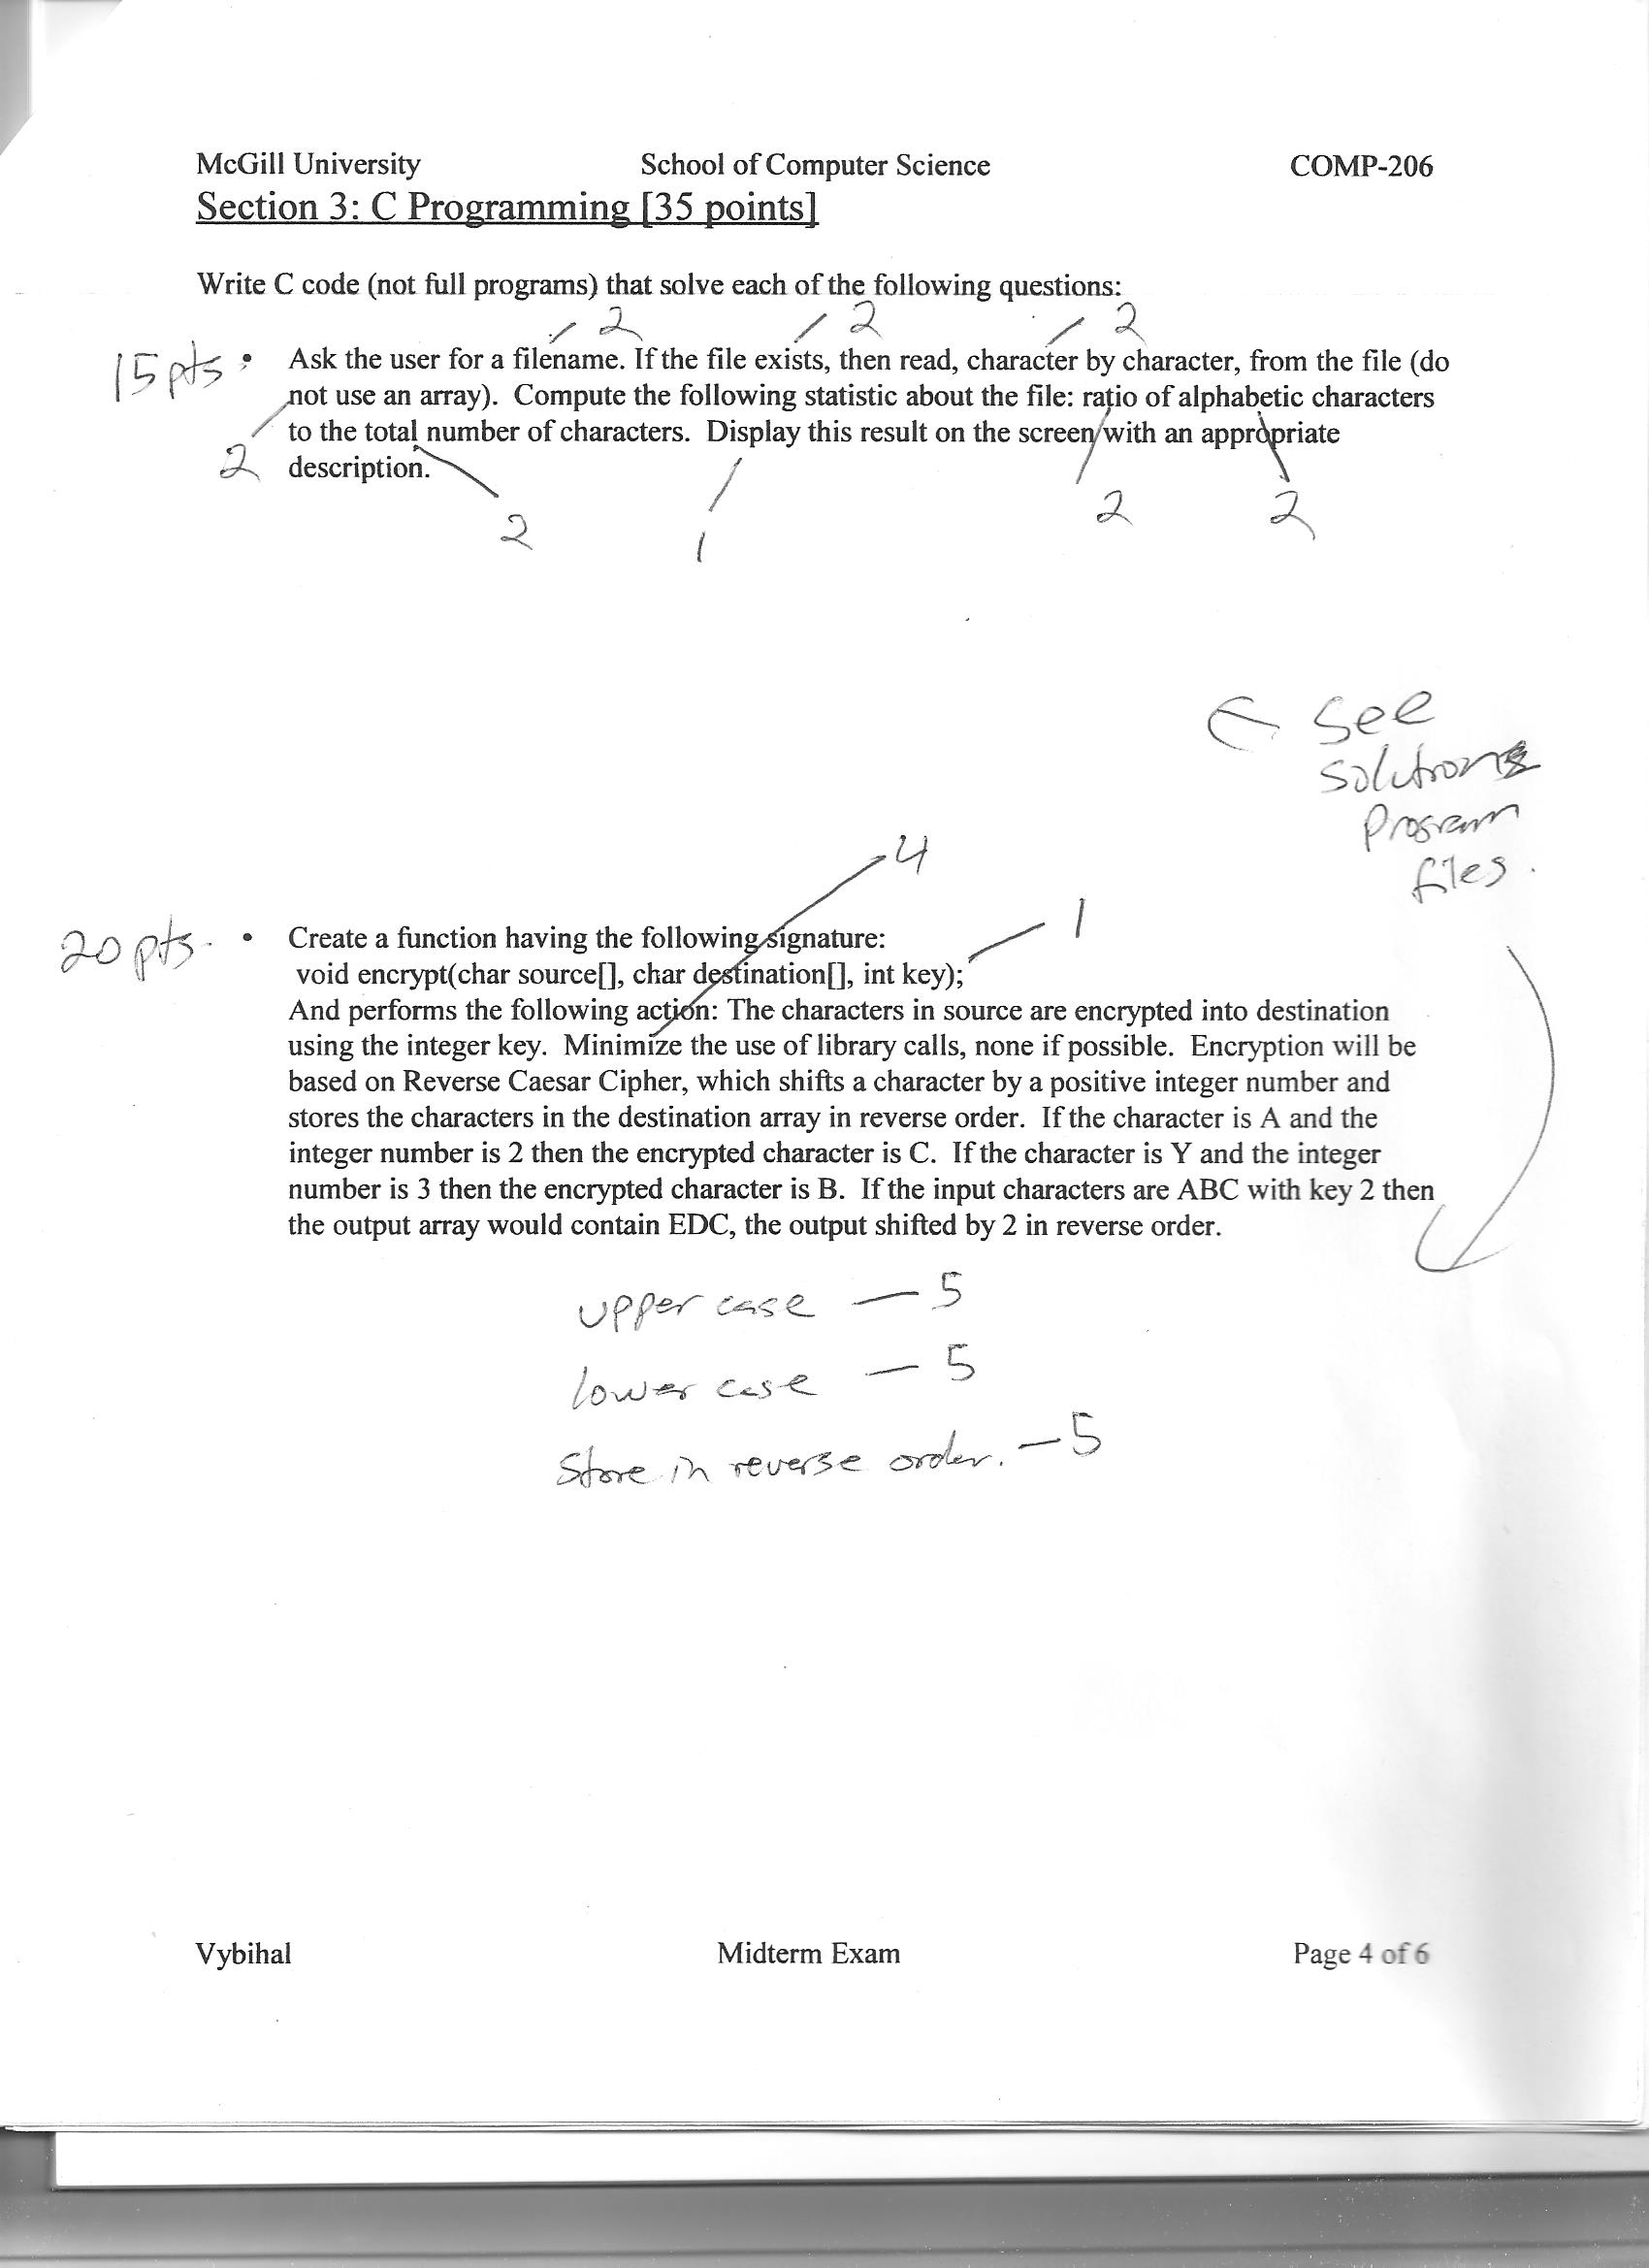 McGill University School of Computer Science COMP-206
Section 3: C Programming [35 points]
Write C code (not full programs) that solve each of the following questions:
2 2 2
15 pts • Ask the user for a filename. If the file exists, then read, character by character, from the file (do
not use an array). Compute the following statistic about the file: ratio of alphabetic characters
to the total number of characters. Display this result on the screen with an appropriate
2 description.
2 1 2 2
← See
solutions
program
files.
4
20 pts. • Create a function having the following signature: 1
void encrypt(char source[], char destination[], int key);
And performs the following action: The characters in source are encrypted into destination
using the integer key. Minimize the use of library calls, none if possible. Encryption will be
based on Reverse Caesar Cipher, which shifts a character by a positive integer number and
stores the characters in the destination array in reverse order. If the character is A and the
integer number is 2 then the encrypted character is C. If the character is Y and the integer
number is 3 then the encrypted character is B. If the input characters are ABC with key 2 then
the output array would contain EDC, the output shifted by 2 in reverse order.
upper case — 5
lower case — 5
Store in reverse order. — 5
Vybihal Midterm Exam Page 4 of 6